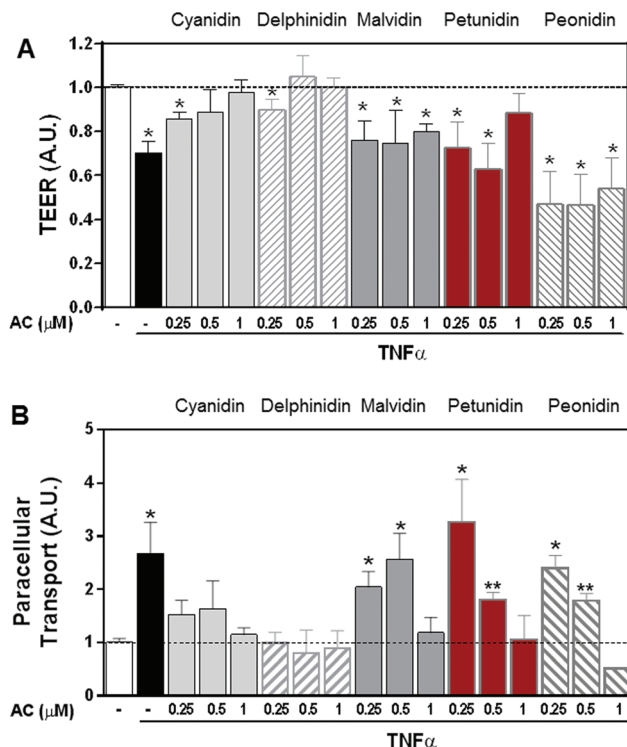 Cyanidin Delphinidin Malvidin Petunidin Peonidin
A
TEER (A.U.)
1.2
1.0
0.8
0.6
0.4
0.2
0.0
* * * * * * * * * * *
AC (μM) - - 0.25 0.5 1 0.25 0.5 1 0.25 0.5 1 0.25 0.5 1 0.25 0.5 1
TNFα
Cyanidin Delphinidin Malvidin Petunidin Peonidin
B
Paracellular
Transport (A.U.)
5
4
3
2
1
0
* * * * ** * **
AC (μM) - - 0.25 0.5 1 0.25 0.5 1 0.25 0.5 1 0.25 0.5 1 0.25 0.5 1
TNFα